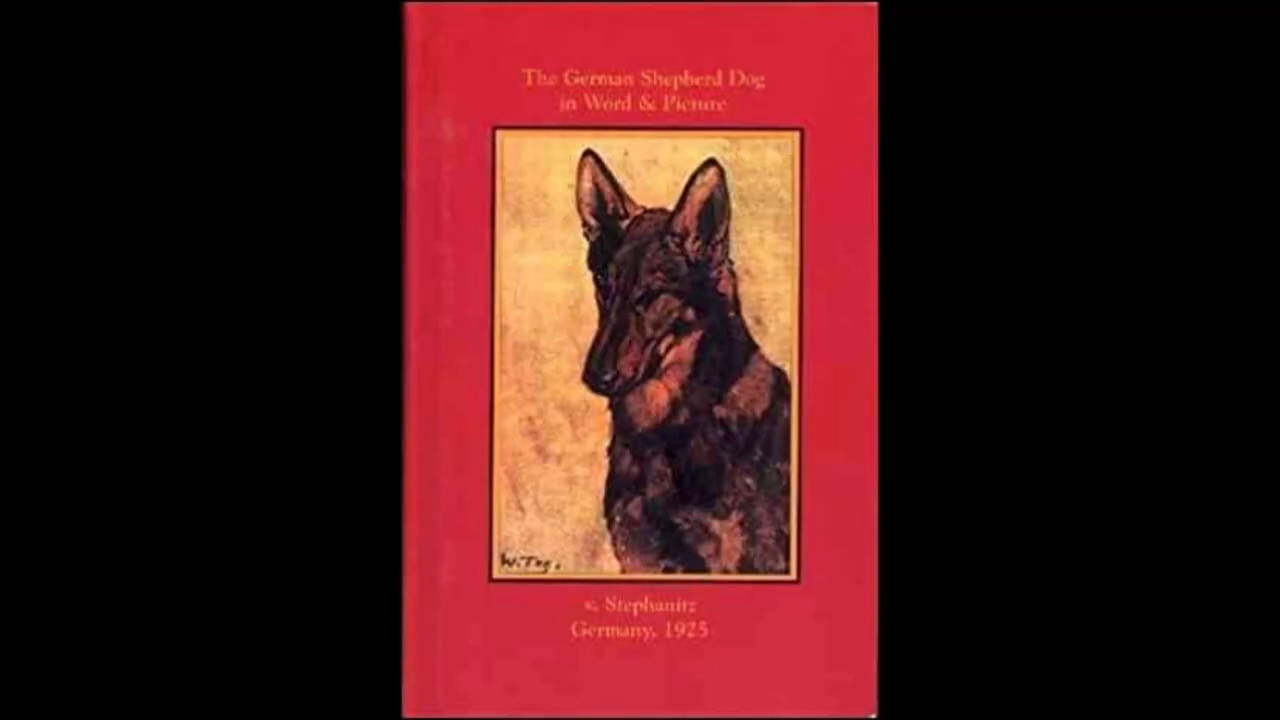 The German Shepherd Dog
in Word & Picture
v. Stephanitz
Germany, 1925